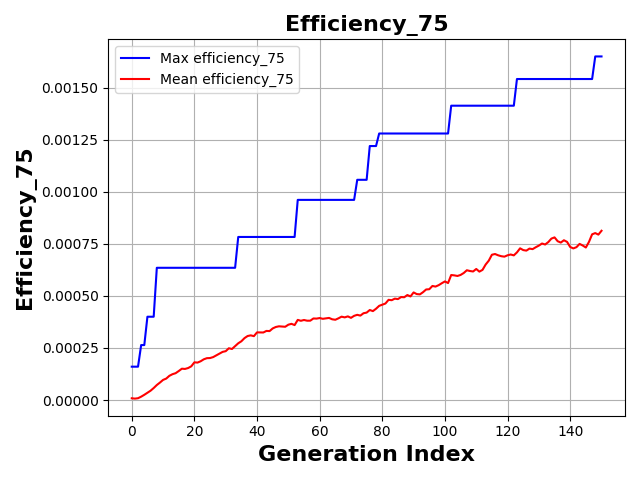 Efficiency_75
Max efficiency_75
Mean efficiency_75
Efficiency_75
0.00150
0.00125
0.00100
0.00075
0.00050
0.00025
0.00000
0 20 40 60 80 100 120 140
Generation Index